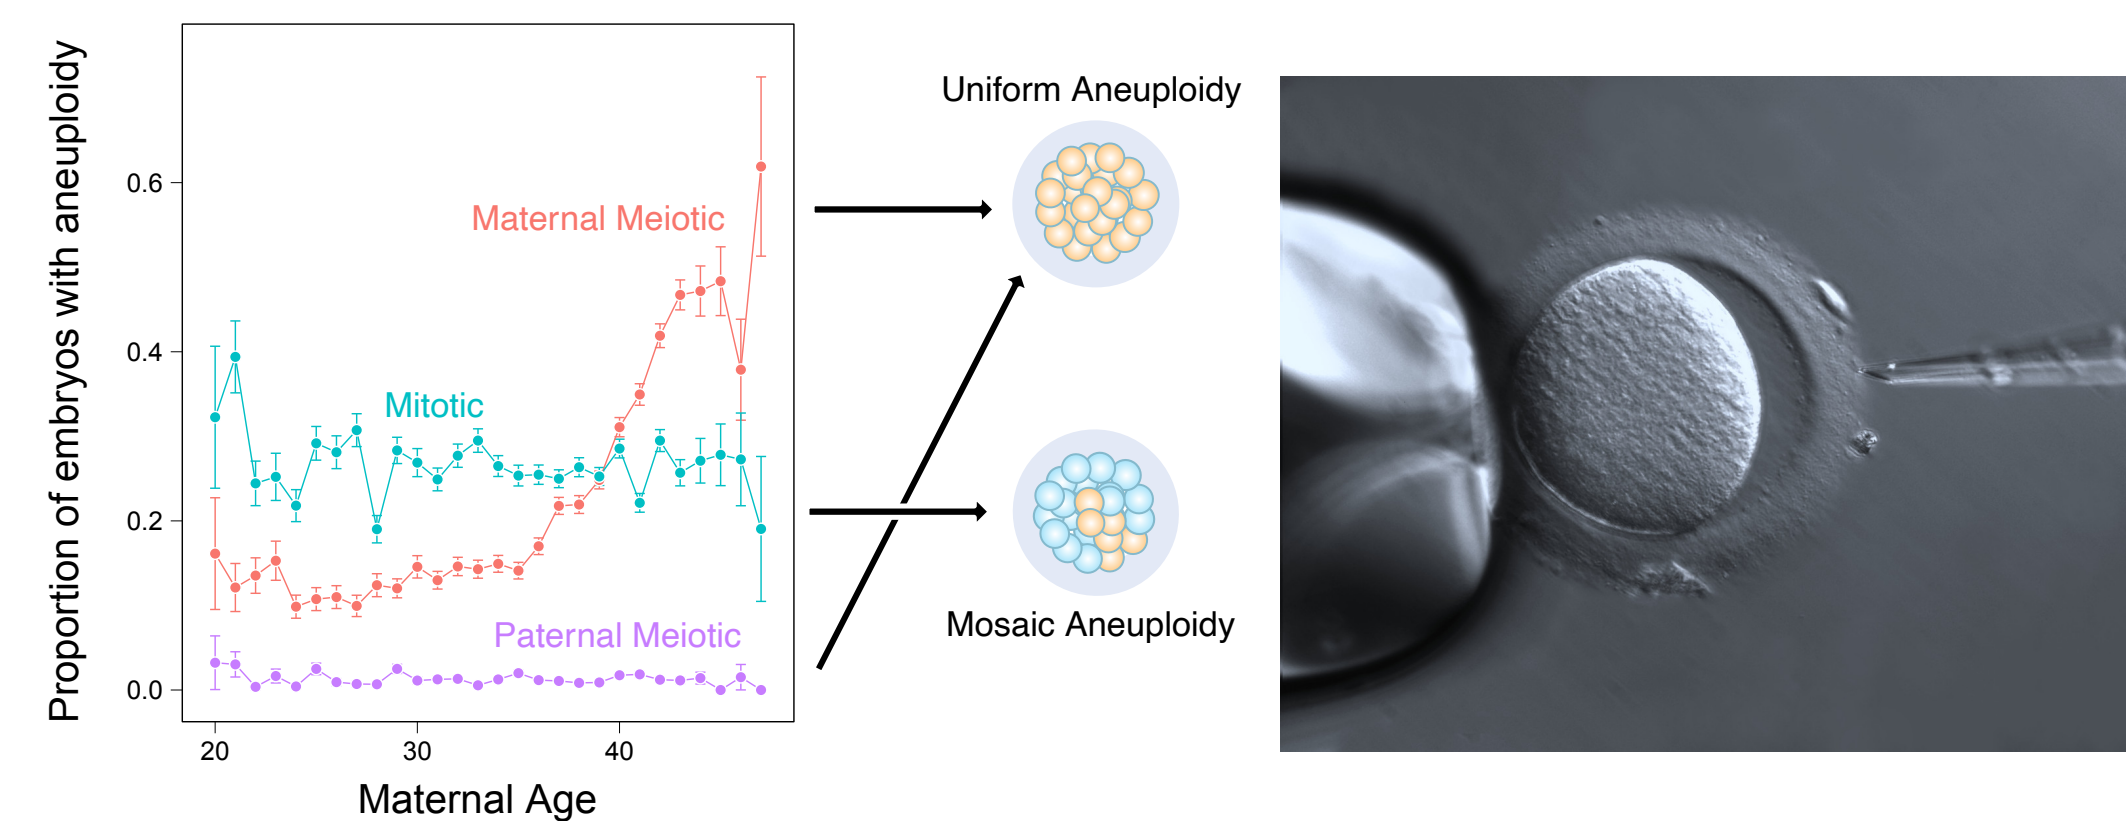 Proportion of embryos with aneuploidy
0.6
0.4
0.2
0.0
20 30 40
Maternal Age
Maternal Meiotic
Mitotic
Paternal Meiotic
Uniform Aneuploidy
Mosaic Aneuploidy